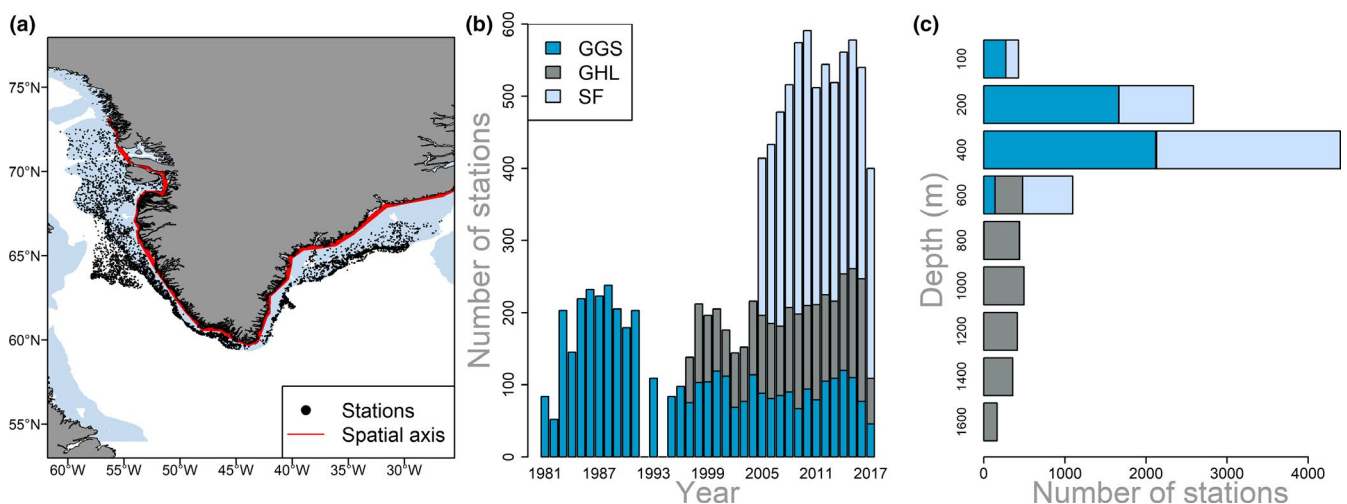 (a)
75°N
70°N
65°N
60°N
55°N
60°W 55°W 50°W 45°W 40°W 35°W 30°W
Stations
Spatial axis
(b)
Number of stations
0 100 200 300 400 500 600
GGS
GHL
SF
1981 1987 1993 1999 2005 2011 2017
Year
(c)
Depth (m)
100
200
400
600
800
1000
1200
1400
1600
0 1000 2000 3000 4000
Number of stations